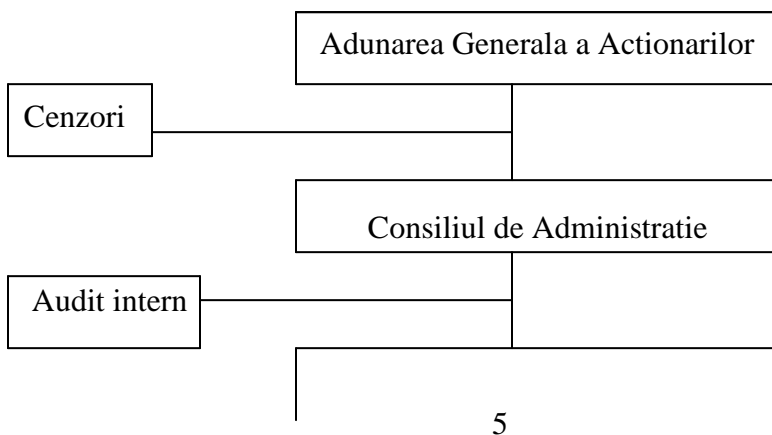 Adunarea Generala a Actionarilor
Cenzori
Consiliul de Administratie
Audit intern
5